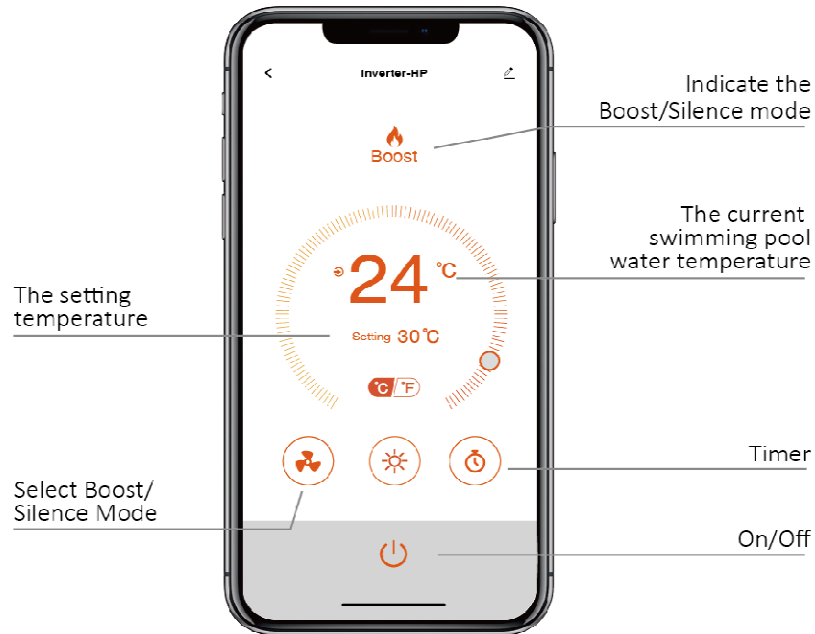 Inverter-HP
Indicate the
Boost/Silence mode
Boost
The current
swimming pool
water temperature
24 °C
The setting
temperature
Setting 30°C
°C/°F
Timer
Select Boost/
Silence Mode
On/Off